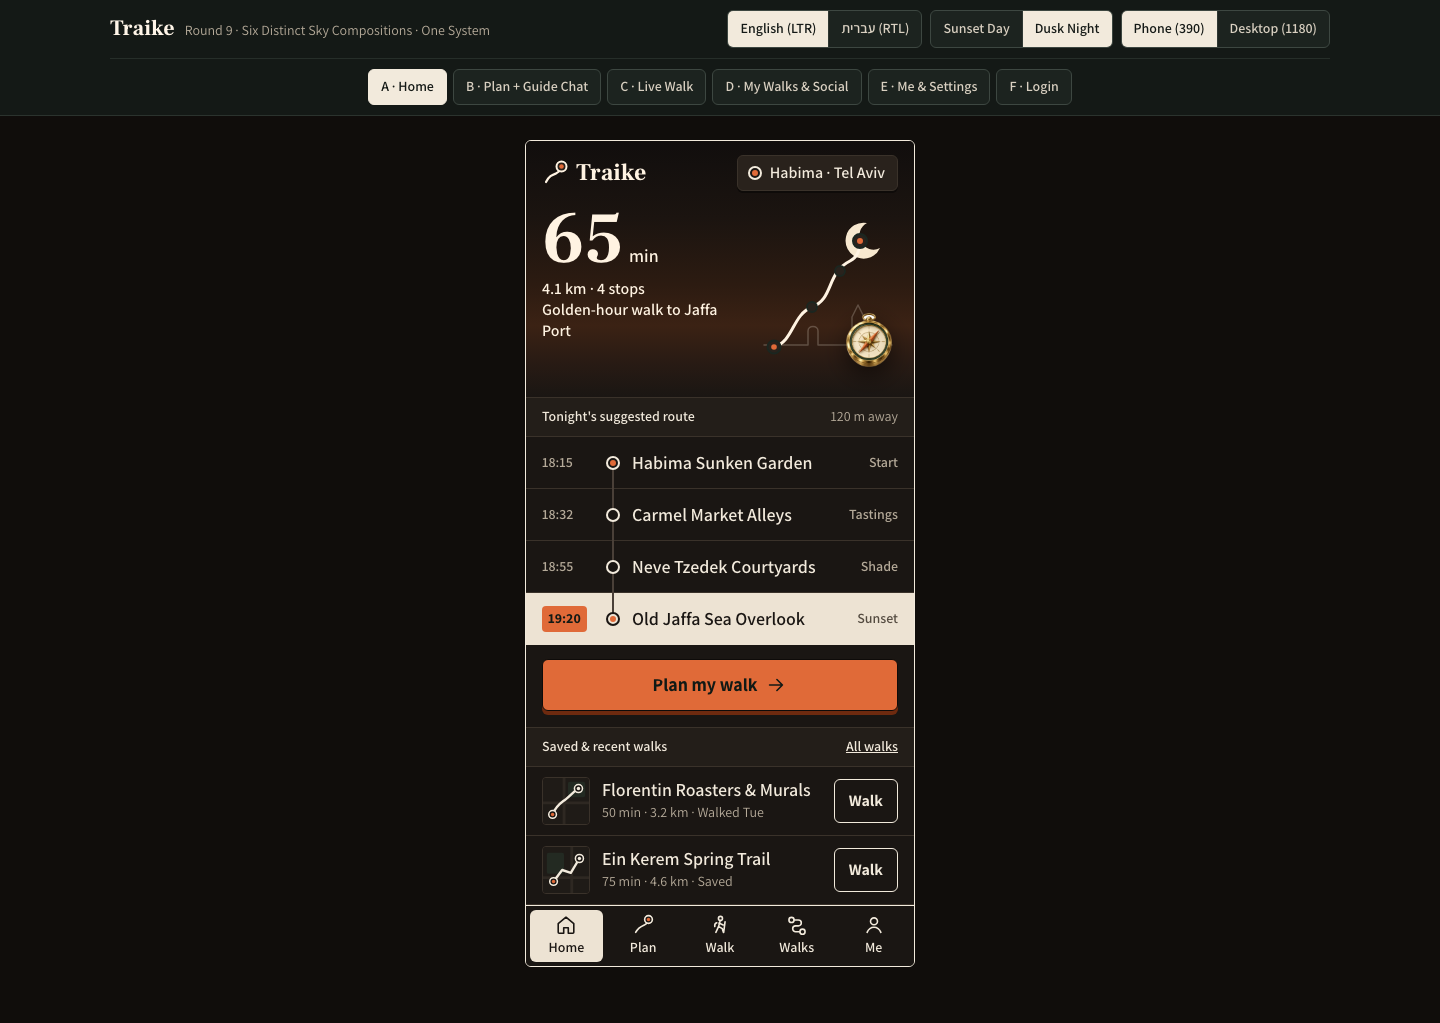 Traike Round 9 · Six Distinct Sky Compositions · One System
English (LTR) עברית (RTL) Sunset Day Dusk Night Phone (390) Desktop (1180)
A · Home B · Plan + Guide Chat C · Live Walk D · My Walks & Social E · Me & Settings F · Login
Traike Habima · Tel Aviv
65 min
4.1 km · 4 stops
Golden-hour walk to Jaffa
Port
Tonight's suggested route 120 m away
18:15 Habima Sunken Garden Start
18:32 Carmel Market Alleys Tastings
18:55 Neve Tzedek Courtyards Shade
19:20 Old Jaffa Sea Overlook Sunset
Plan my walk →
Saved & recent walks All walks
Florentin Roasters & Murals
50 min · 3.2 km · Walked Tue
Walk
Ein Kerem Spring Trail
75 min · 4.6 km · Saved
Walk
Home Plan Walk Walks Me